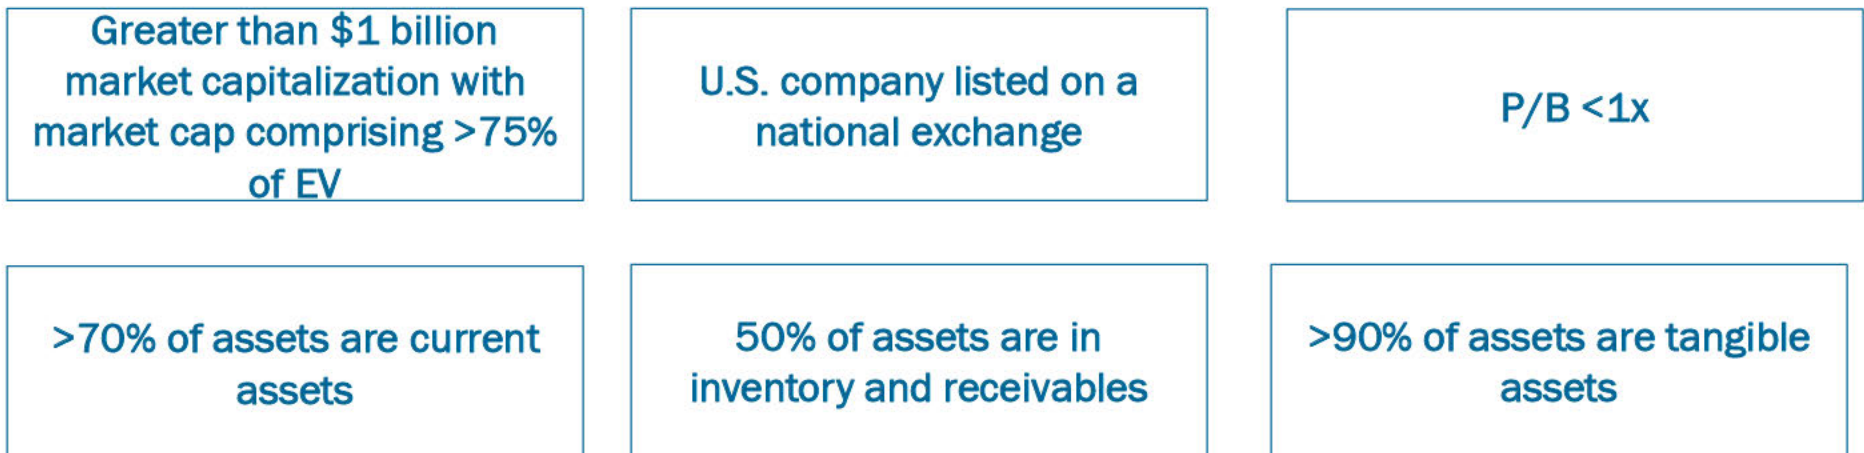 Greater than $1 billion
market capitalization with
market cap comprising >75%
of EV
U.S. company listed on a
national exchange
P/B <1x
>70% of assets are current
assets
50% of assets are in
inventory and receivables
>90% of assets are tangible
assets